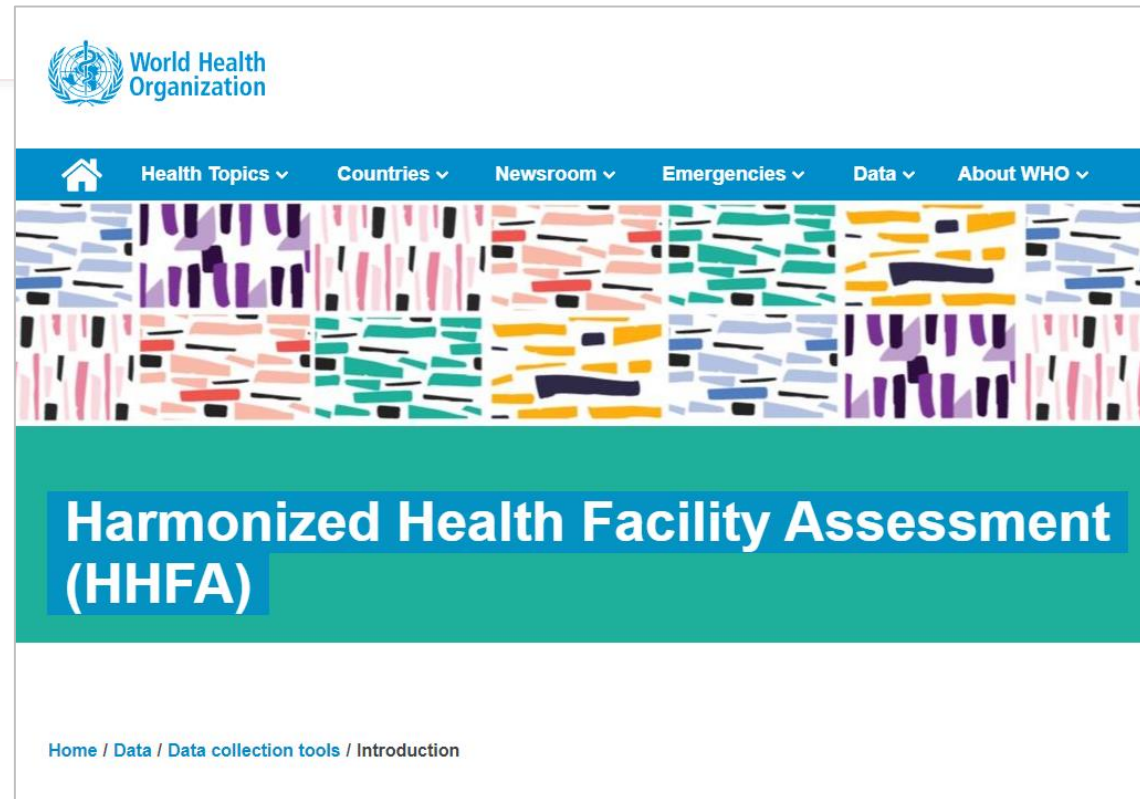 World Health
Organization
Health Topics Countries Newsroom Emergencies Data About WHO
Harmonized Health Facility Assessment
(HHFA)
Home / Data / Data collection tools / Introduction